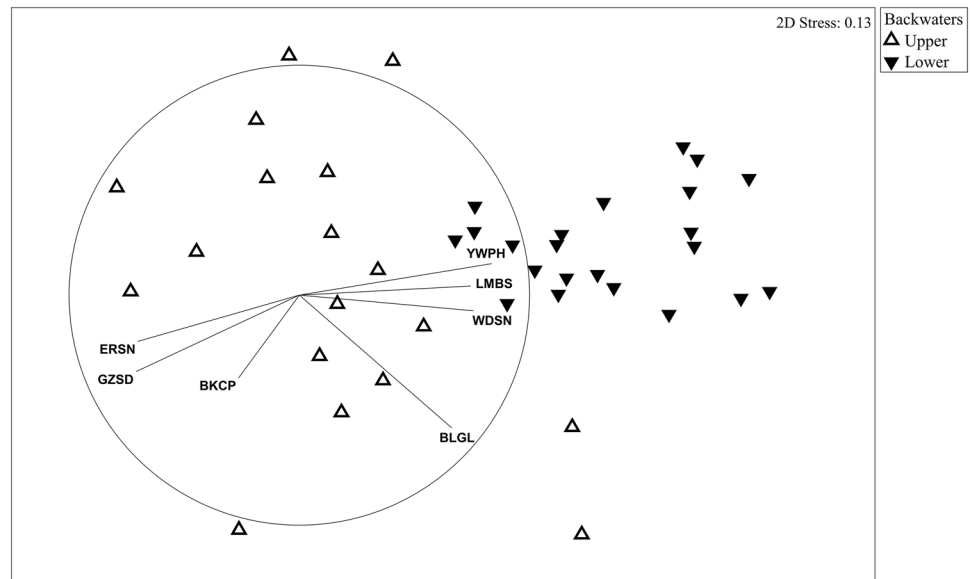 2D Stress: 0.13
Backwaters
Upper
Lower
YWPH
LMBS
WDSN
ERSN
GZSD
BKCP
BLGL